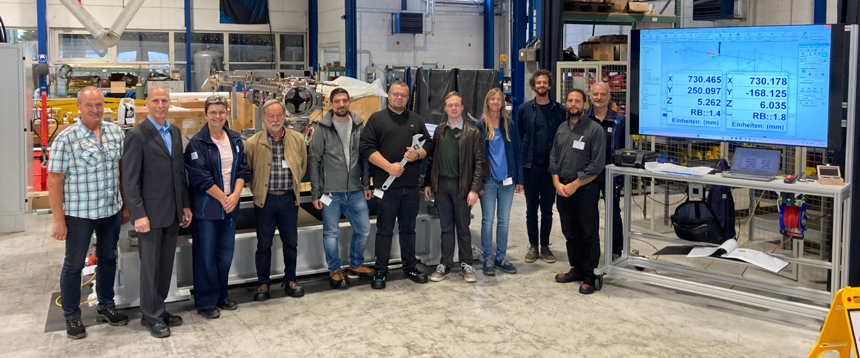 X 730.465 X 730.178
Y 250.097 Y -168.125
Z 5.262 Z 6.035
RB::1.4 RB::1.8
Einheiten: (mm) Einheiten: (mm)